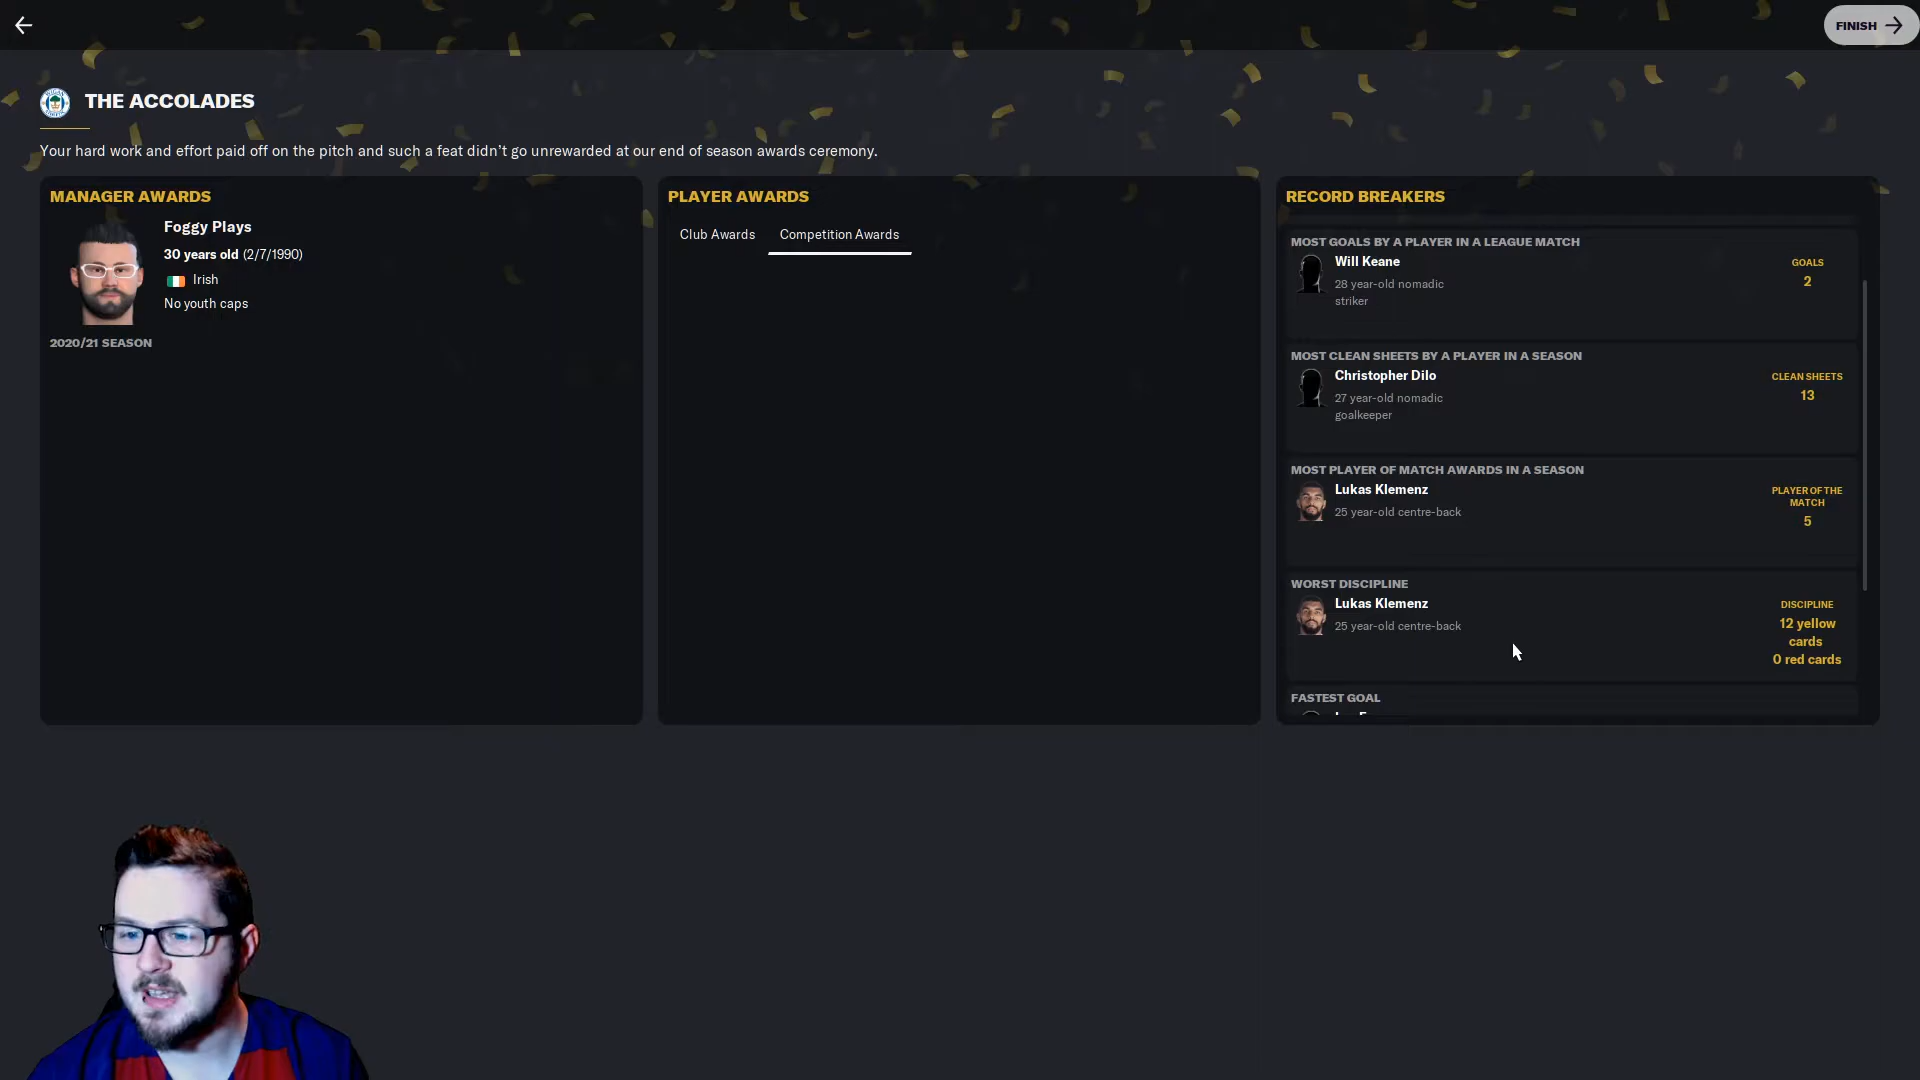 FINISH
THE ACCOLADES
Your hard work and effort paid off on the pitch and such a feat didn't go unrewarded at our end of season awards ceremony.
MANAGER AWARDS
Foggy Plays
30 years old (2/7/1990)
Irish
No youth caps
2020/21 SEASON
PLAYER AWARDS
Club Awards
Competition Awards
RECORD BREAKERS
MOST GOALS BY A PLAYER IN A LEAGUE MATCH
Will Keane
28 year-old nomadic
striker
GOALS
2
MOST CLEAN SHEETS BY A PLAYER IN A SEASON
Christopher Dilo
27 year-old nomadic
goalkeeper
CLEAN SHEETS
13
MOST PLAYER OF MATCH AWARDS IN A SEASON
Lukas Klemenz
25 year-old centre-back
PLAYER OF THE
MATCH
5
WORST DISCIPLINE
Lukas Klemenz
25 year-old centre-back
DISCIPLINE
12 yellow
cards
0 red cards
FASTEST GOAL